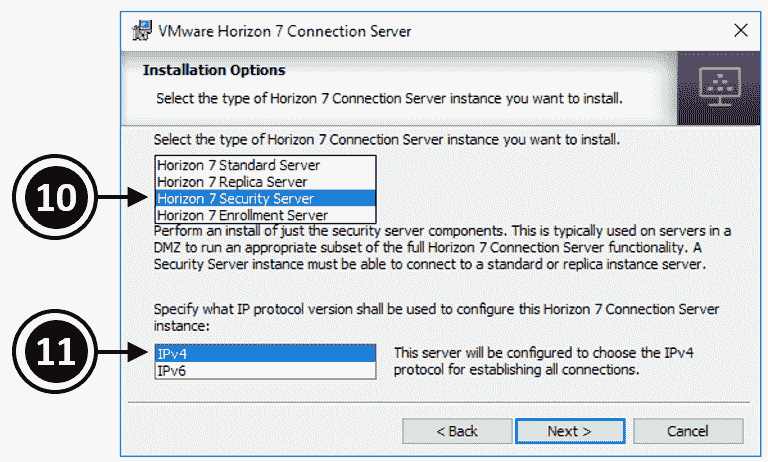 VMware Horizon 7 Connection Server
Installation Options
Select the type of Horizon 7 Connection Server instance you want to install.
Select the type of Horizon 7 Connection Server instance you want to install.
Horizon 7 Standard Server
Horizon 7 Replica Server
10
Horizon 7 Security Server
Horizon 7 Enrollment Server
Perform an install of just the security server components. This is typically used on servers in a
DMZ to run an appropriate subset of the full Horizon 7 Connection Server functionality. A
Security Server instance must be able to connect to a standard or replica instance server.
Specify what IP protocol version shall be used to configure this Horizon 7 Connection Server
instance:
11
IPv4
IPv6
This server will be configured to choose the IPv4
protocol for establishing all connections.
< Back
Next >
Cancel